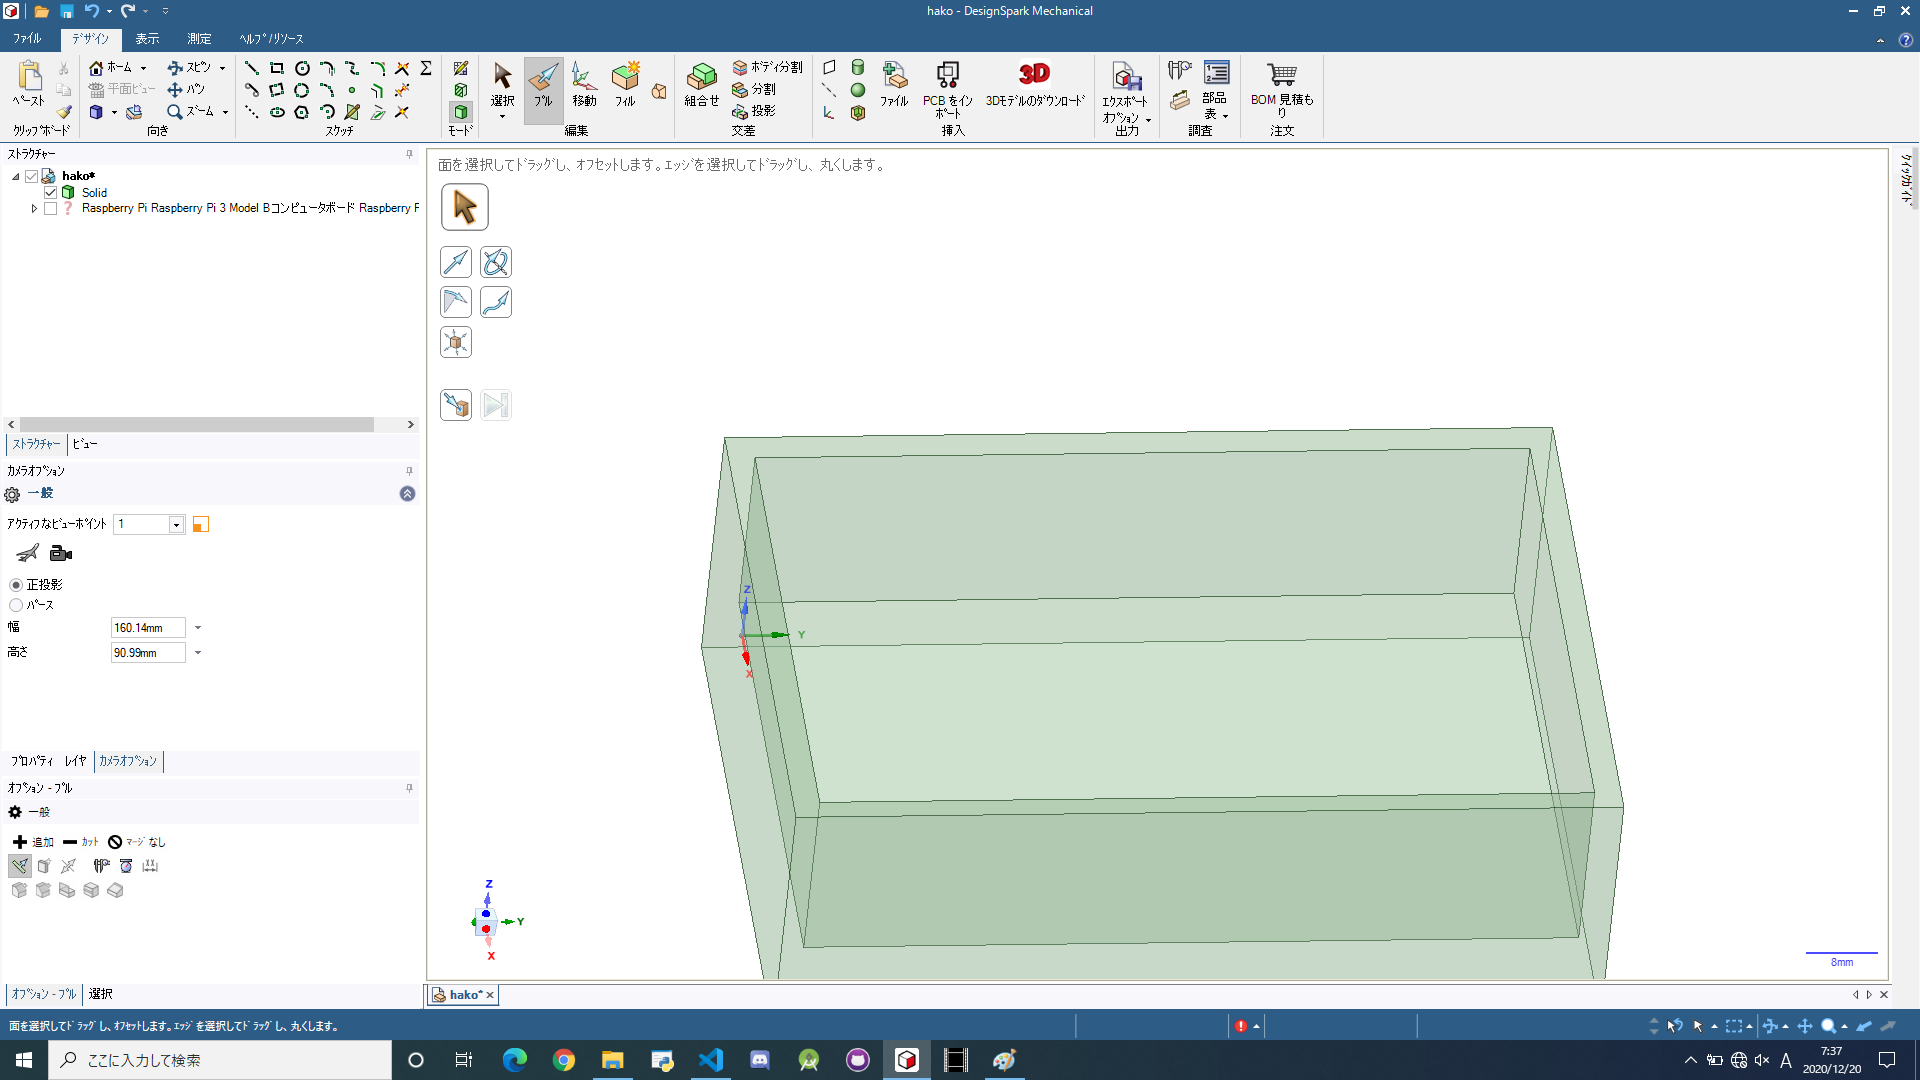 hako - DesignSpark Mechanical
ファイル デザイン 表示 測定 ヘルプ/リソース
ペースト
クリップボード
ホーム スピン
平面ビュー パン
ズーム
向き
スケッチ
モード
選択 プル 移動 フィル
編集
組合せ
ボディ分割
分割
投影
交差
ファイル
PCB をイン
ポート
3Dモデルのダウンロード
挿入
エクスポート
オプション
出力
部品
表
調査
BOM 見積も
り
注文
ストラクチャー
hako*
Solid
Raspberry Pi Raspberry Pi 3 Model Bコンピュータボード Raspberry P
ストラクチャー ビュー
カメラオプション
一般
アクティブなビューポイント 1
正投影
パース
幅 160.14mm
高さ 90.99mm
プロパティ レイヤ カメラオプション
オプション - プル
一般
追加 カット マージなし
オプション - プル 選択
面を選択してドラッグし、オフセットします。エッジを選択してドラッグし、丸くします。
Z
Y
X
Z
Y
X
8mm
クイックガイド
hako*
面を選択してドラッグし、オフセットします。エッジを選択してドラッグし、丸くします。
ここに入力して検索
A
7:37
2020/12/20